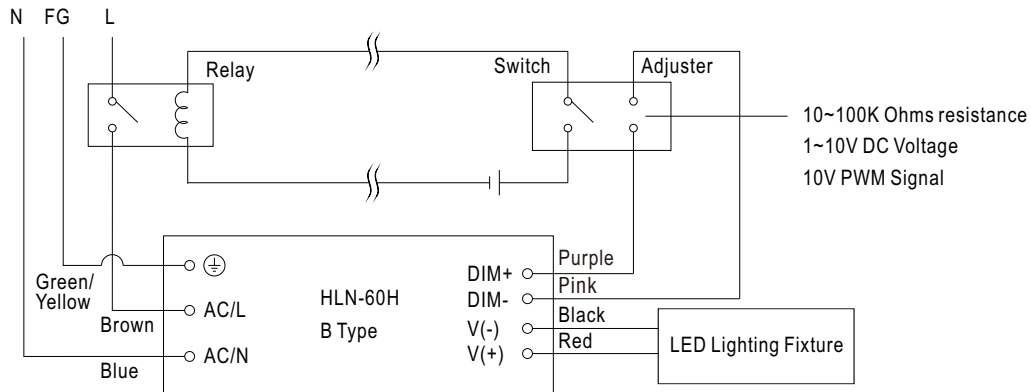 N FG L
Relay
Switch
Adjuster
10~100K Ohms resistance
1~10V DC Voltage
10V PWM Signal
Green/
Yellow
Brown
Blue
AC/L
AC/N
HLN-60H
B Type
DIM+
DIM-
V(-)
V(+)
Purple
Pink
Black
Red
LED Lighting Fixture